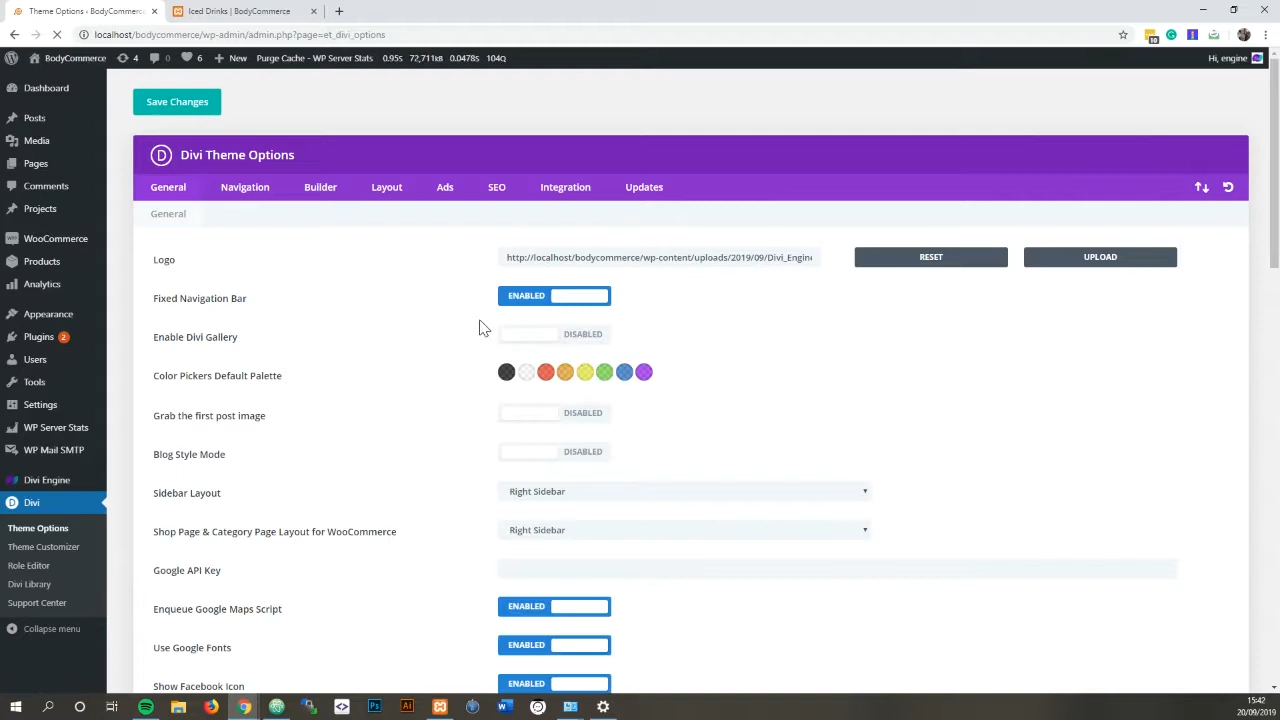 Theme Options ‹ BodyCommerce
Iced Drinks | BodyCommerce
localhost/bodycommerce/wp-admin/admin.php?page=et_divi_options
10
BodyCommerce
4
0
6
New
Purge Cache - WP Server Stats
0.95s
72,711kB
0.0478s
104Q
Hi, engine
Dashboard
Posts
Media
Pages
Comments
Projects
WooCommerce
Products
Analytics
Appearance
Plugins 2
Users
Tools
Settings
WP Server Stats
WP Mail SMTP
Divi Engine
Divi
Theme Options
Theme Customizer
Role Editor
Divi Library
Support Center
Collapse menu
Save Changes
D Divi Theme Options
General
Navigation
Builder
Layout
Ads
SEO
Integration
Updates
General
Logo
http://localhost/bodycommerce/wp-content/uploads/2019/09/Divi_Engine
RESET
UPLOAD
Fixed Navigation Bar
ENABLED
Enable Divi Gallery
DISABLED
Color Pickers Default Palette
Grab the first post image
DISABLED
Blog Style Mode
DISABLED
Sidebar Layout
Right Sidebar
Shop Page & Category Page Layout for WooCommerce
Right Sidebar
Google API Key
Enqueue Google Maps Script
ENABLED
Use Google Fonts
ENABLED
Show Facebook Icon
ENABLED
15:42
20/09/2019